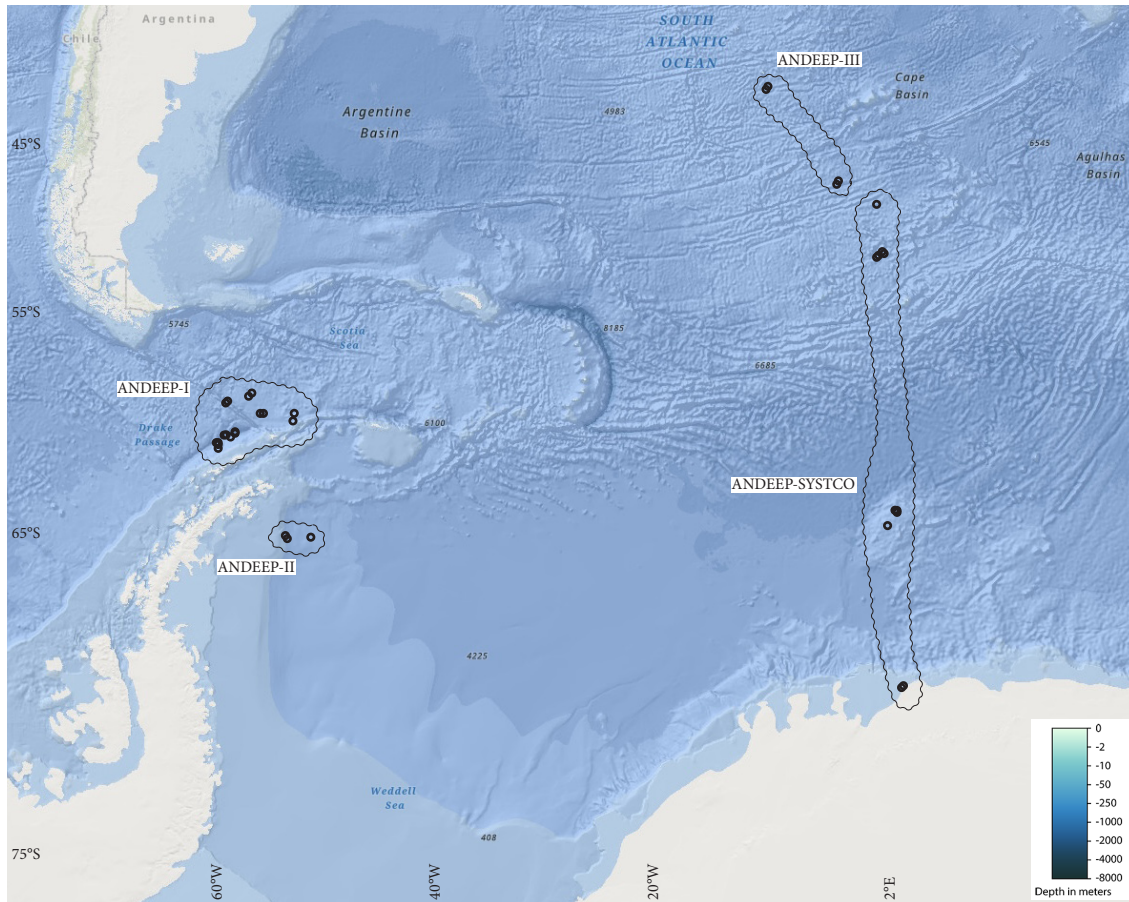 Argentina
Chile
SOUTH
ATLANTIC
OCEAN
ANDEEP-III
Cape
Basin
Argentine
Basin
4983
45°S
6545
Agulhas
Basin
55°S
5745
Scotia
Sea
8185
6685
ANDEEP-I
Drake
Passage
6100
ANDEEP-SYSTCO
65°S
ANDEEP-II
4225
Weddell
Sea
408
75°S
60°W
40°W
20°W
2°E
0
-2
-10
-50
-250
-1000
-2000
-4000
-8000
Depth in meters